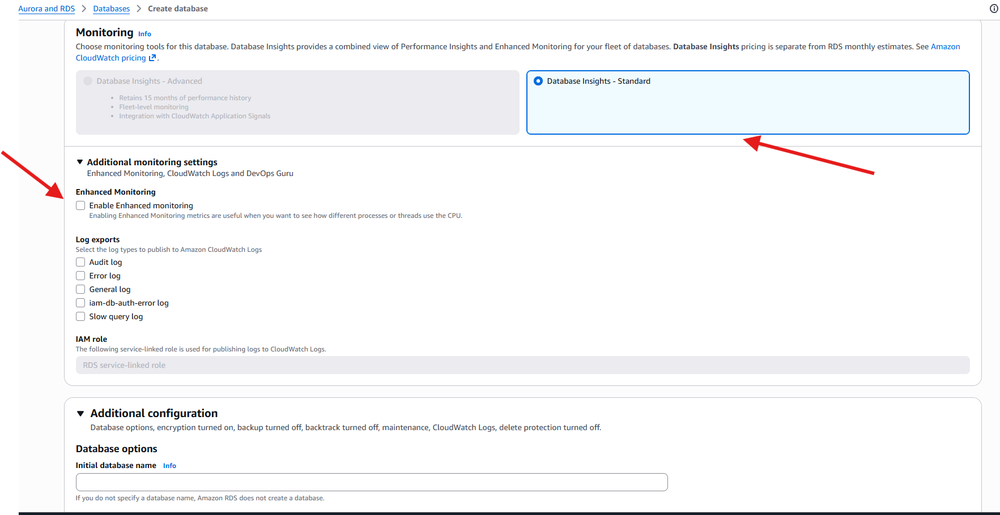 Aurora and RDS > Databases > Create database
Monitoring Info
Choose monitoring tools for this database. Database Insights provides a combined view of Performance Insights and Enhanced Monitoring for your fleet of databases. Database Insights pricing is separate from RDS monthly estimates. See Amazon
CloudWatch pricing .
Database Insights - Advanced
• Retains 15 months of performance history
• Fleet-level monitoring
• Integration with CloudWatch Application Signals
Database Insights - Standard
Additional monitoring settings
Enhanced Monitoring, CloudWatch Logs and DevOps Guru
Enhanced Monitoring
Enable Enhanced monitoring
Enabling Enhanced Monitoring metrics are useful when you want to see how different processes or threads use the CPU.
Log exports
Select the log types to publish to Amazon CloudWatch Logs
Audit log
Error log
General log
iam-db-auth-error log
Slow query log
IAM role
The following service-linked role is used for publishing logs to CloudWatch Logs.
RDS service-linked role
Additional configuration
Database options, encryption turned on, backup turned off, backtrack turned off, maintenance, CloudWatch Logs, delete protection turned off.
Database options
Initial database name Info
If you do not specify a database name, Amazon RDS does not create a database.